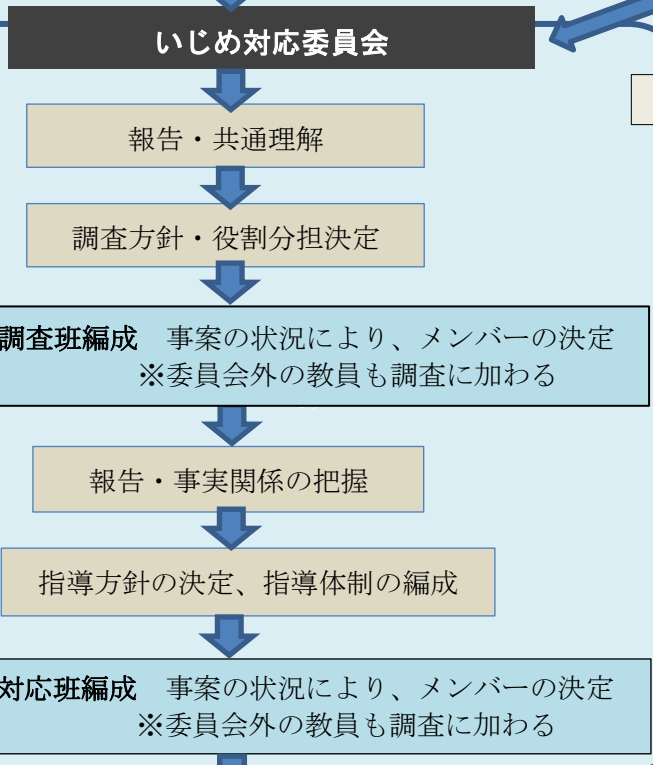 いじめ対応委員会
報告・共通理解
調査方針・役割分担決定
調査班編成　事案の状況により、メンバーの決定
※委員会外の教員も調査に加わる
報告・事実関係の把握
指導方針の決定、指導体制の編成
対応班編成　事案の状況により、メンバーの決定
※委員会外の教員も調査に加わる